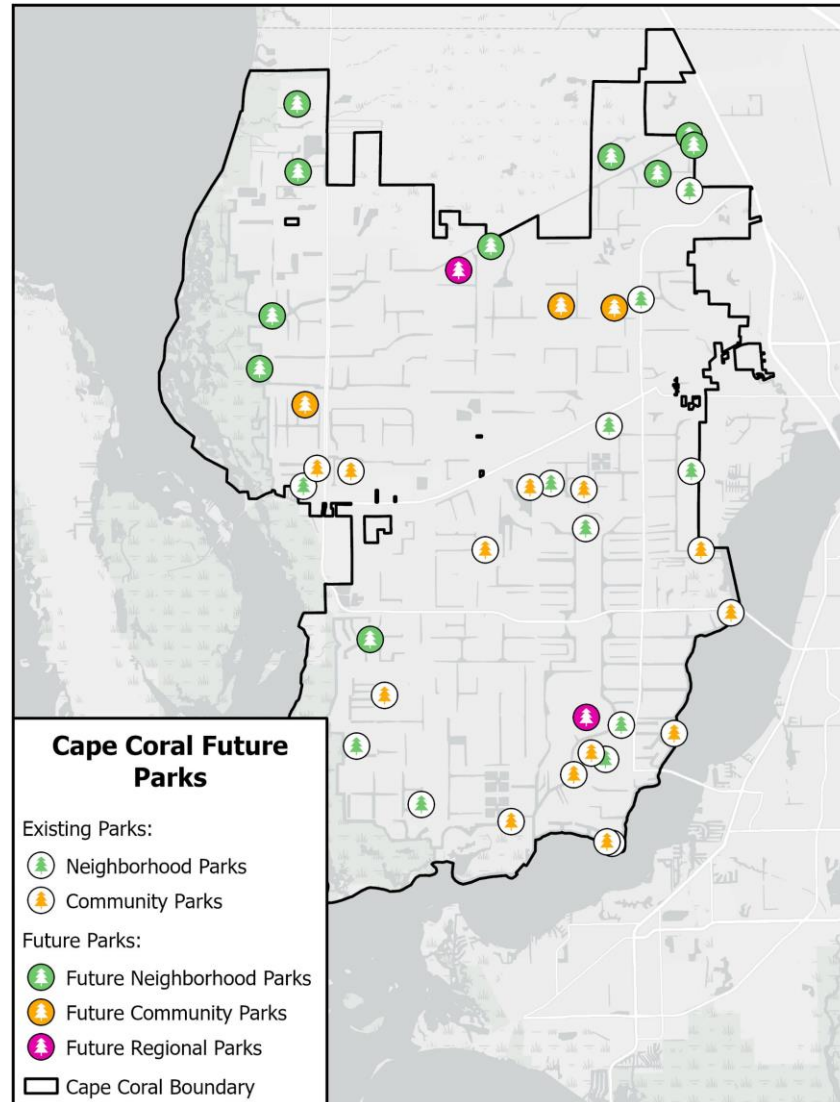 Cape Coral Future
Parks
Existing Parks:
Neighborhood Parks
Community Parks
Future Parks:
Future Neighborhood Parks
Future Community Parks
Future Regional Parks
Cape Coral Boundary